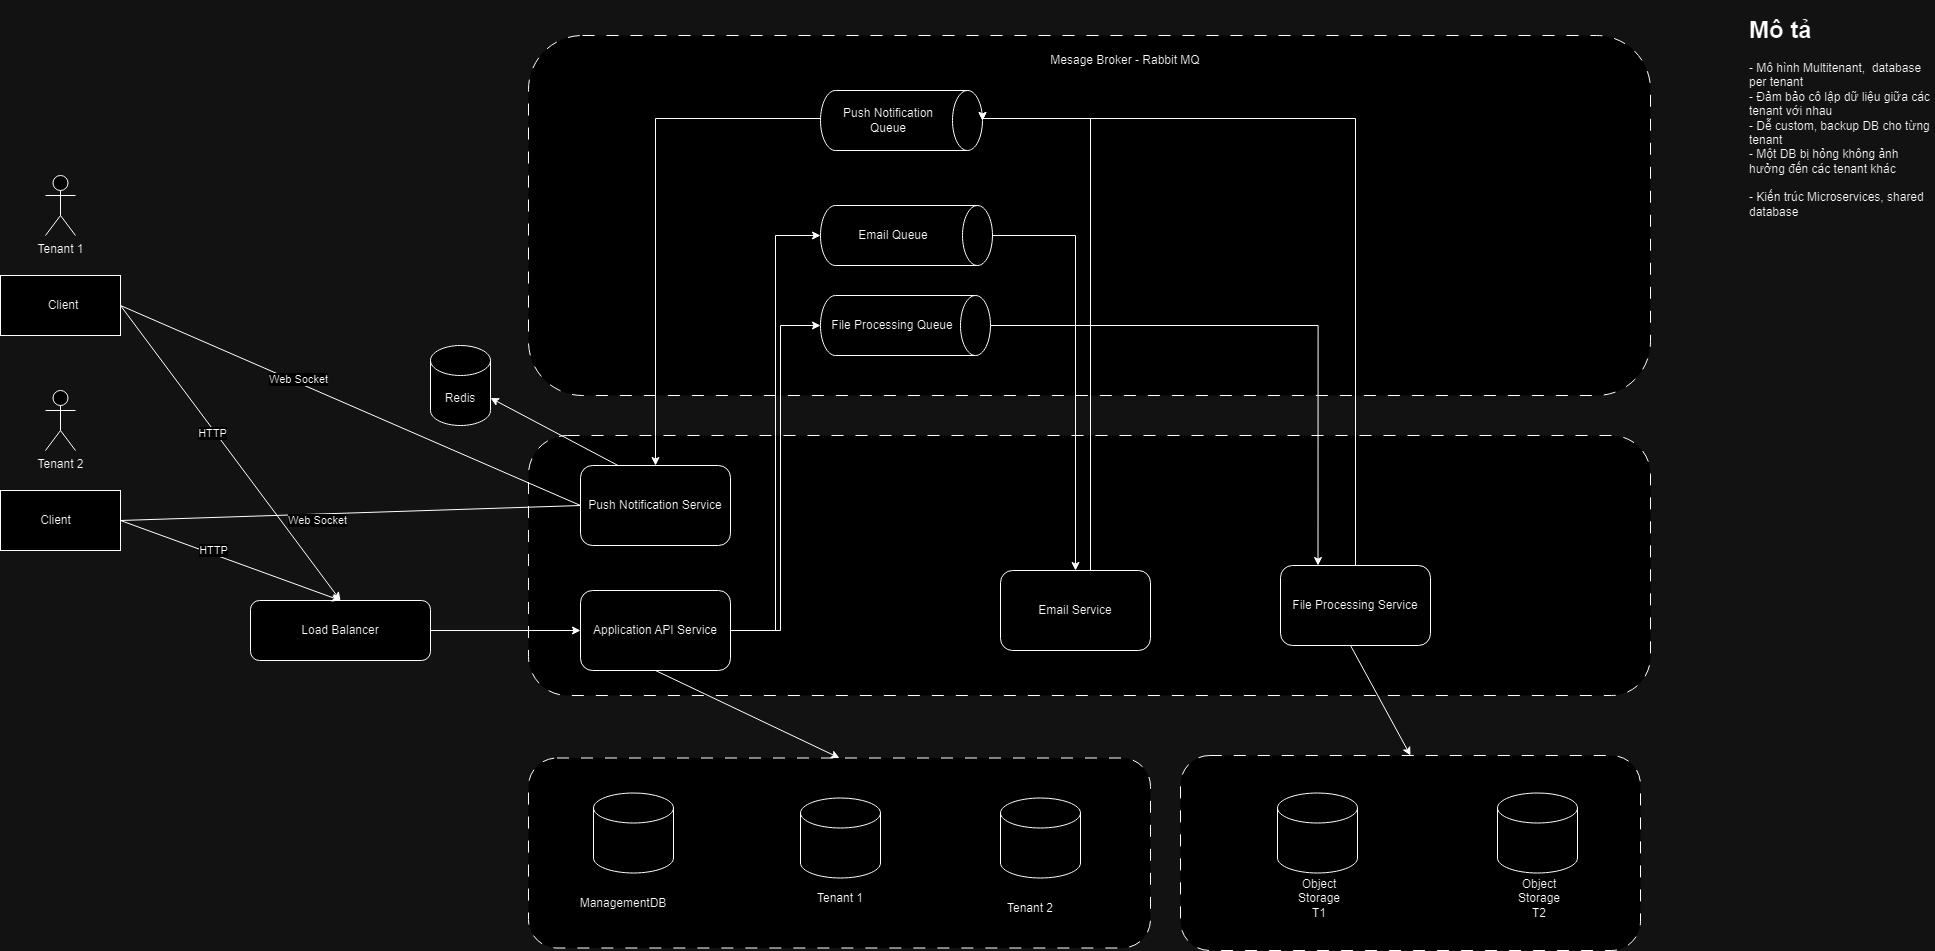 Mô tả
- Mô hình Multitenant,  database
per tenant
- Đảm bảo cô lập dữ liệu giữa các
tenant với nhau
- Dễ custom, backup DB cho từng
tenant
- Một DB bị hỏng không ảnh
hưởng đến các tenant khác
- Kiến trúc Microservices, shared
database
Mesage Broker - Rabbit MQ
Push Notification
Queue
Email Queue
File Processing Queue
Tenant 1
Client
Web Socket
Redis
HTTP
Tenant 2
Client
Web Socket
HTTP
Push Notification Service
Load Balancer
Application API Service
Email Service
File Processing Service
ManagementDB
Tenant 1
Tenant 2
Object
Storage
T1
Object
Storage
T2